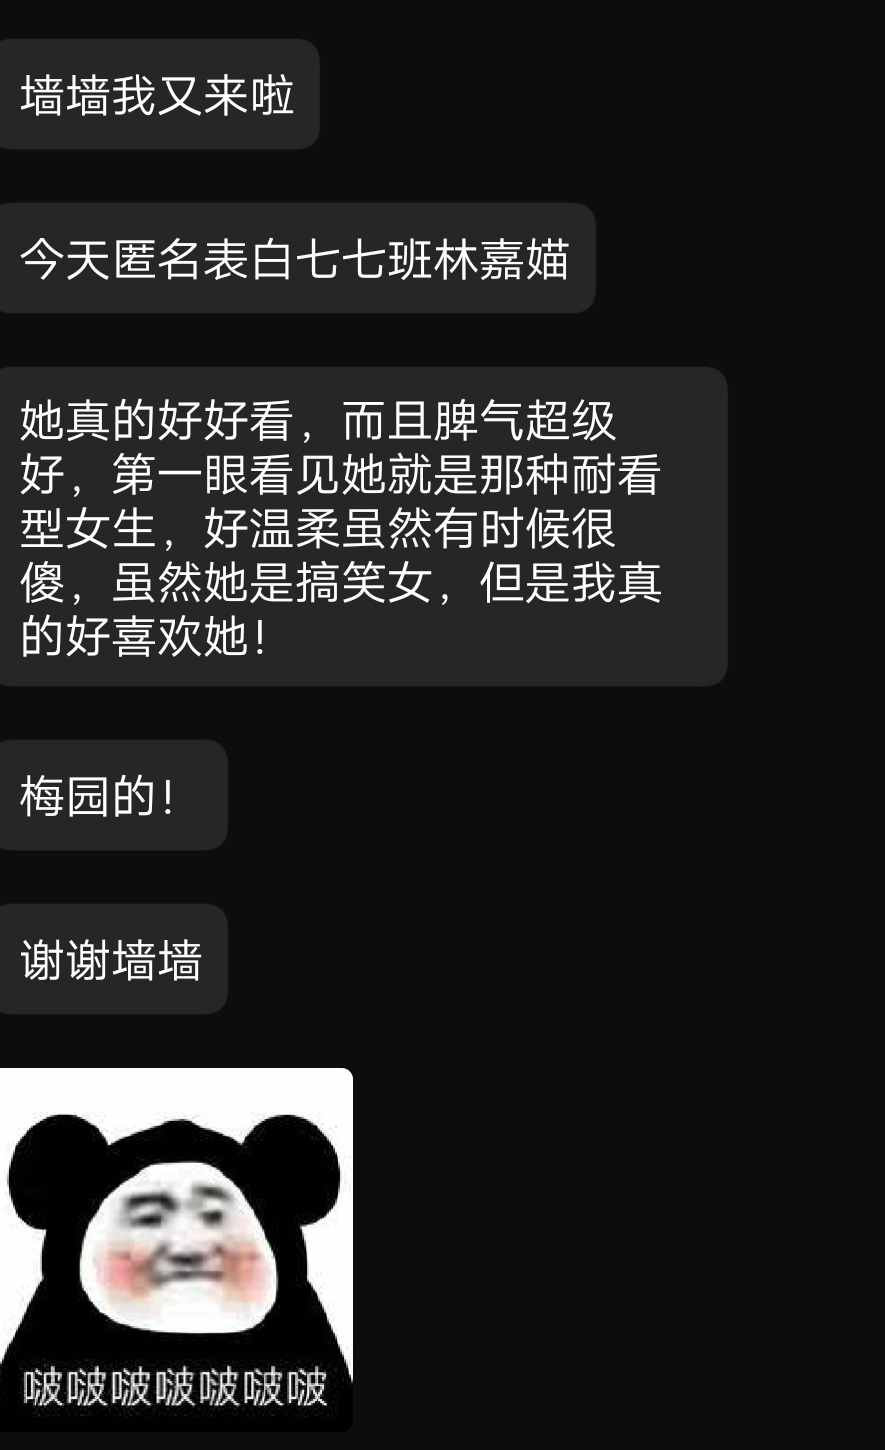 墙墙我又来啦
今天匿名表白七七班林嘉媌
她真的好好看，而且脾气超级
好，第一眼看见她就是那种耐看
型女生，好温柔虽然有时候很
傻，虽然她是搞笑女，但是我真
的好喜欢她！
梅园的！
谢谢墙墙
啵啵啵啵啵啵啵